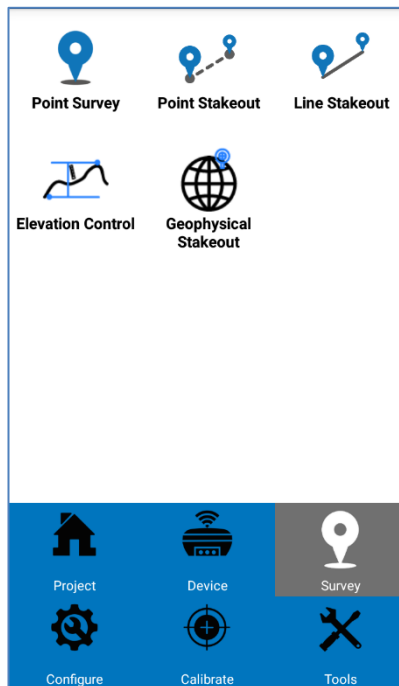 Point Survey
Point Stakeout
Line Stakeout
Elevation Control
Geophysical
Stakeout
Project
Device
Survey
Configure
Calibrate
Tools